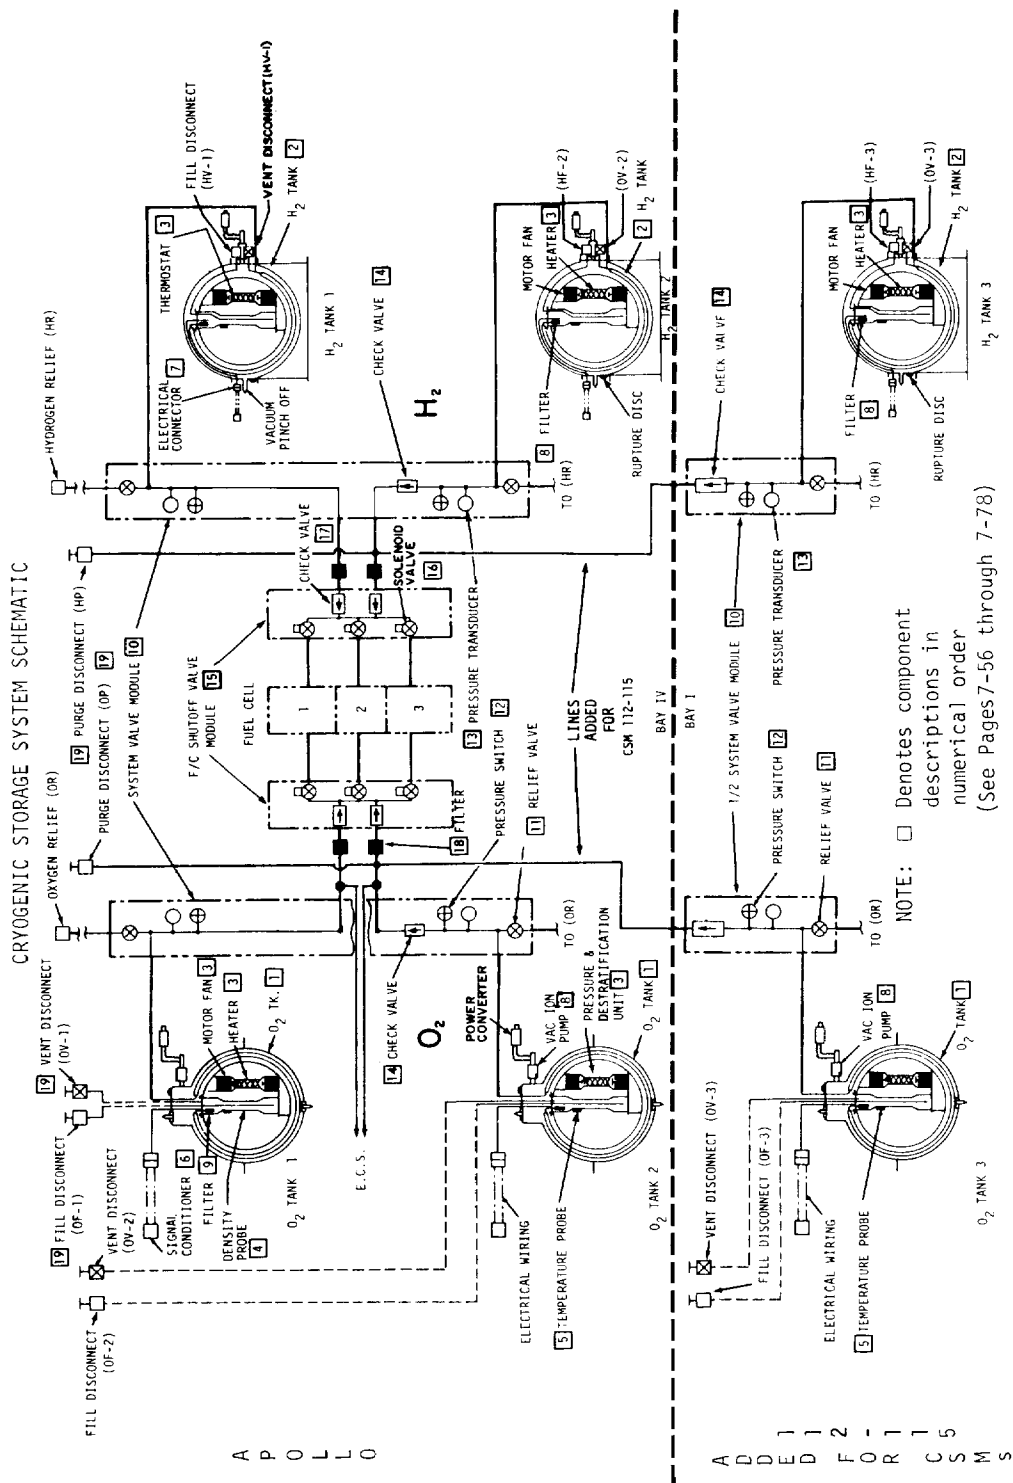 CRYOGENIC STORAGE SYSTEM SCHEMATIC
APOLLO
FILL DISCONNECT
(OF-2)
19 FILL DISCONNECT
(OF-1)
VENT DISCONNECT
(OV-2)
19 VENT DISCONNECT
(OV-1)
OXYGEN RELIEF (OR)
19 PURGE DISCONNECT (HP)
PURGE DISCONNECT (OP) 19
SYSTEM VALVE MODULE 10
HYDROGEN RELIEF (HR)
SIGNAL
CONDITIONER 6
FILTER 9
DENSITY
PROBE
4
MOTOR FAN 3
HEATER 3
O2 TK. 1
O2 TANK 1
F/C SHUTOFF VALVE
MODULE 15
FUEL CELL
1
2
3
CHECK VALVE 17
SOLENOID
VALVE
16
ELECTRICAL
CONNECTOR 7
VACUUM
PINCH OFF
THERMOSTAT
3
FILL DISCONNECT
(HV-1)
VENT DISCONNECT (HV-1)
H2 TANK 2
H2 TANK 1
E.C.S.
O2
H2
14 CHECK VALVE
CHECK VALVE 14
18 FILTER
PRESSURE SWITCH 12
13 PRESSURE TRANSDUCER
11 RELIEF VALVE
TO (OR)
TO (HR)
POWER
CONVERTER
VAC ION
PUMP 8
PRESSURE &
DESTRATIFICATION
UNIT 3
O2 TANK 1
ELECTRICAL WIRING
5 TEMPERATURE PROBE
O2 TANK 2
8 FILTER
RUPTURE DISC
MOTOR FAN
HEATER 3
(HF-2)
(OV-2)
2
H2 TANK
H2 TANK 2
LINES
ADDED
FOR
CSM 112-115
BAY IV
BAY I
ADDED FOR CSMs
112-115
VENT DISCONNECT (OV-3)
FILL DISCONNECT (OF-3)
ELECTRICAL WIRING
5 TEMPERATURE PROBE
VAC ION
PUMP 8
O2 TANK 1
O2 TANK 3
1/2 SYSTEM VALVE MODULE 10
PRESSURE SWITCH 12
PRESSURE TRANSDUCER
13
RELIEF VALVE 11
TO (OR)
TO (HR)
CHECK VALVE 14
FILTER
8
RUPTURE DISC
MOTOR FAN
HEATER 3
(HF-3)
(OV-3)
H2 TANK 2
H2 TANK 3
NOTE: □ Denotes component
descriptions in
numerical order
(See Pages7-56 through 7-78)